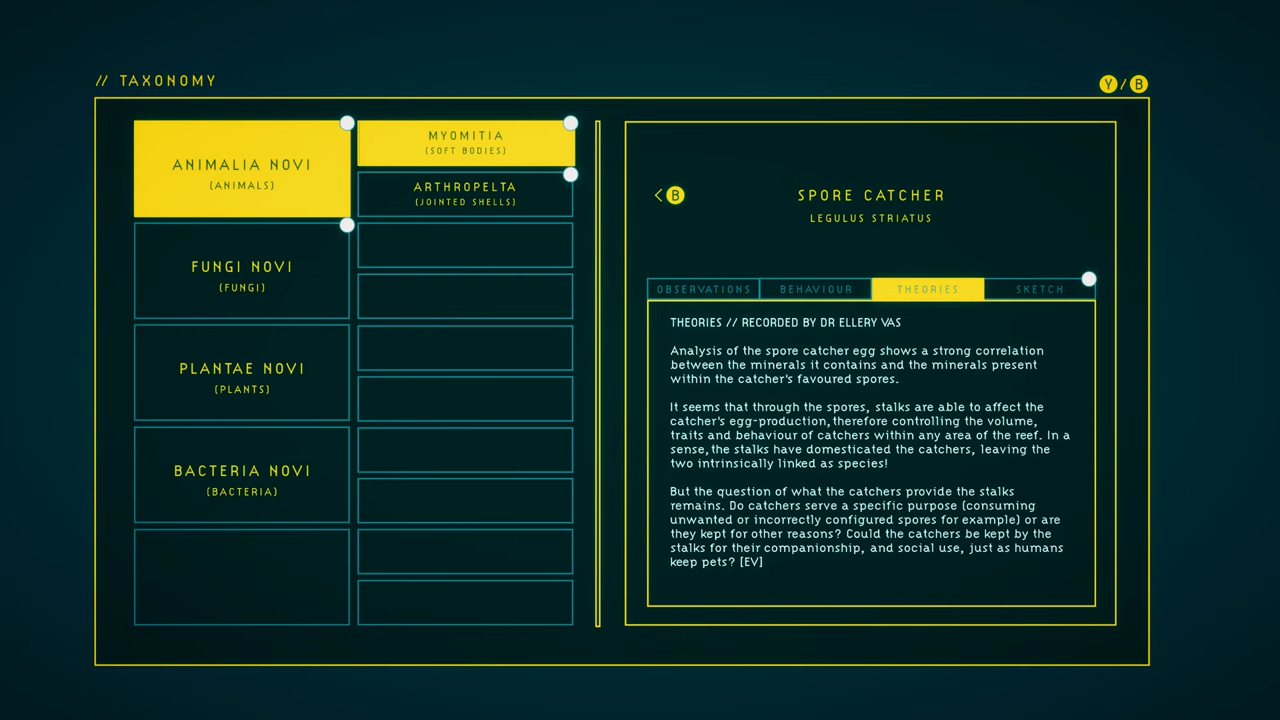 // TAXONOMY
Y / B
ANIMALIA NOVI
(ANIMALS)
FUNGI NOVI
(FUNGI)
PLANTAE NOVI
(PLANTS)
BACTERIA NOVI
(BACTERIA)
MYOMITIA
(SOFT BODIES)
ARTHROPELTA
(JOINTED SHELLS)
< B
SPORE CATCHER
LEGULUS STRIATUS
OBSERVATIONS
BEHAVIOUR
THEORIES
SKETCH
THEORIES // RECORDED BY DR ELLERY VAS
Analysis of the spore catcher egg shows a strong correlation
between the minerals it contains and the minerals present
within the catcher's favoured spores.
It seems that through the spores, stalks are able to affect the
catcher's egg-production, therefore controlling the volume,
traits and behaviour of catchers within any area of the reef. In a
sense, the stalks have domesticated the catchers, leaving the
two intrinsically linked as species!
But the question of what the catchers provide the stalks
remains. Do catchers serve a specific purpose (consuming
unwanted or incorrectly configured spores for example) or are
they kept for other reasons? Could the catchers be kept by the
stalks for their companionship, and social use, just as humans
keep pets? [EV]